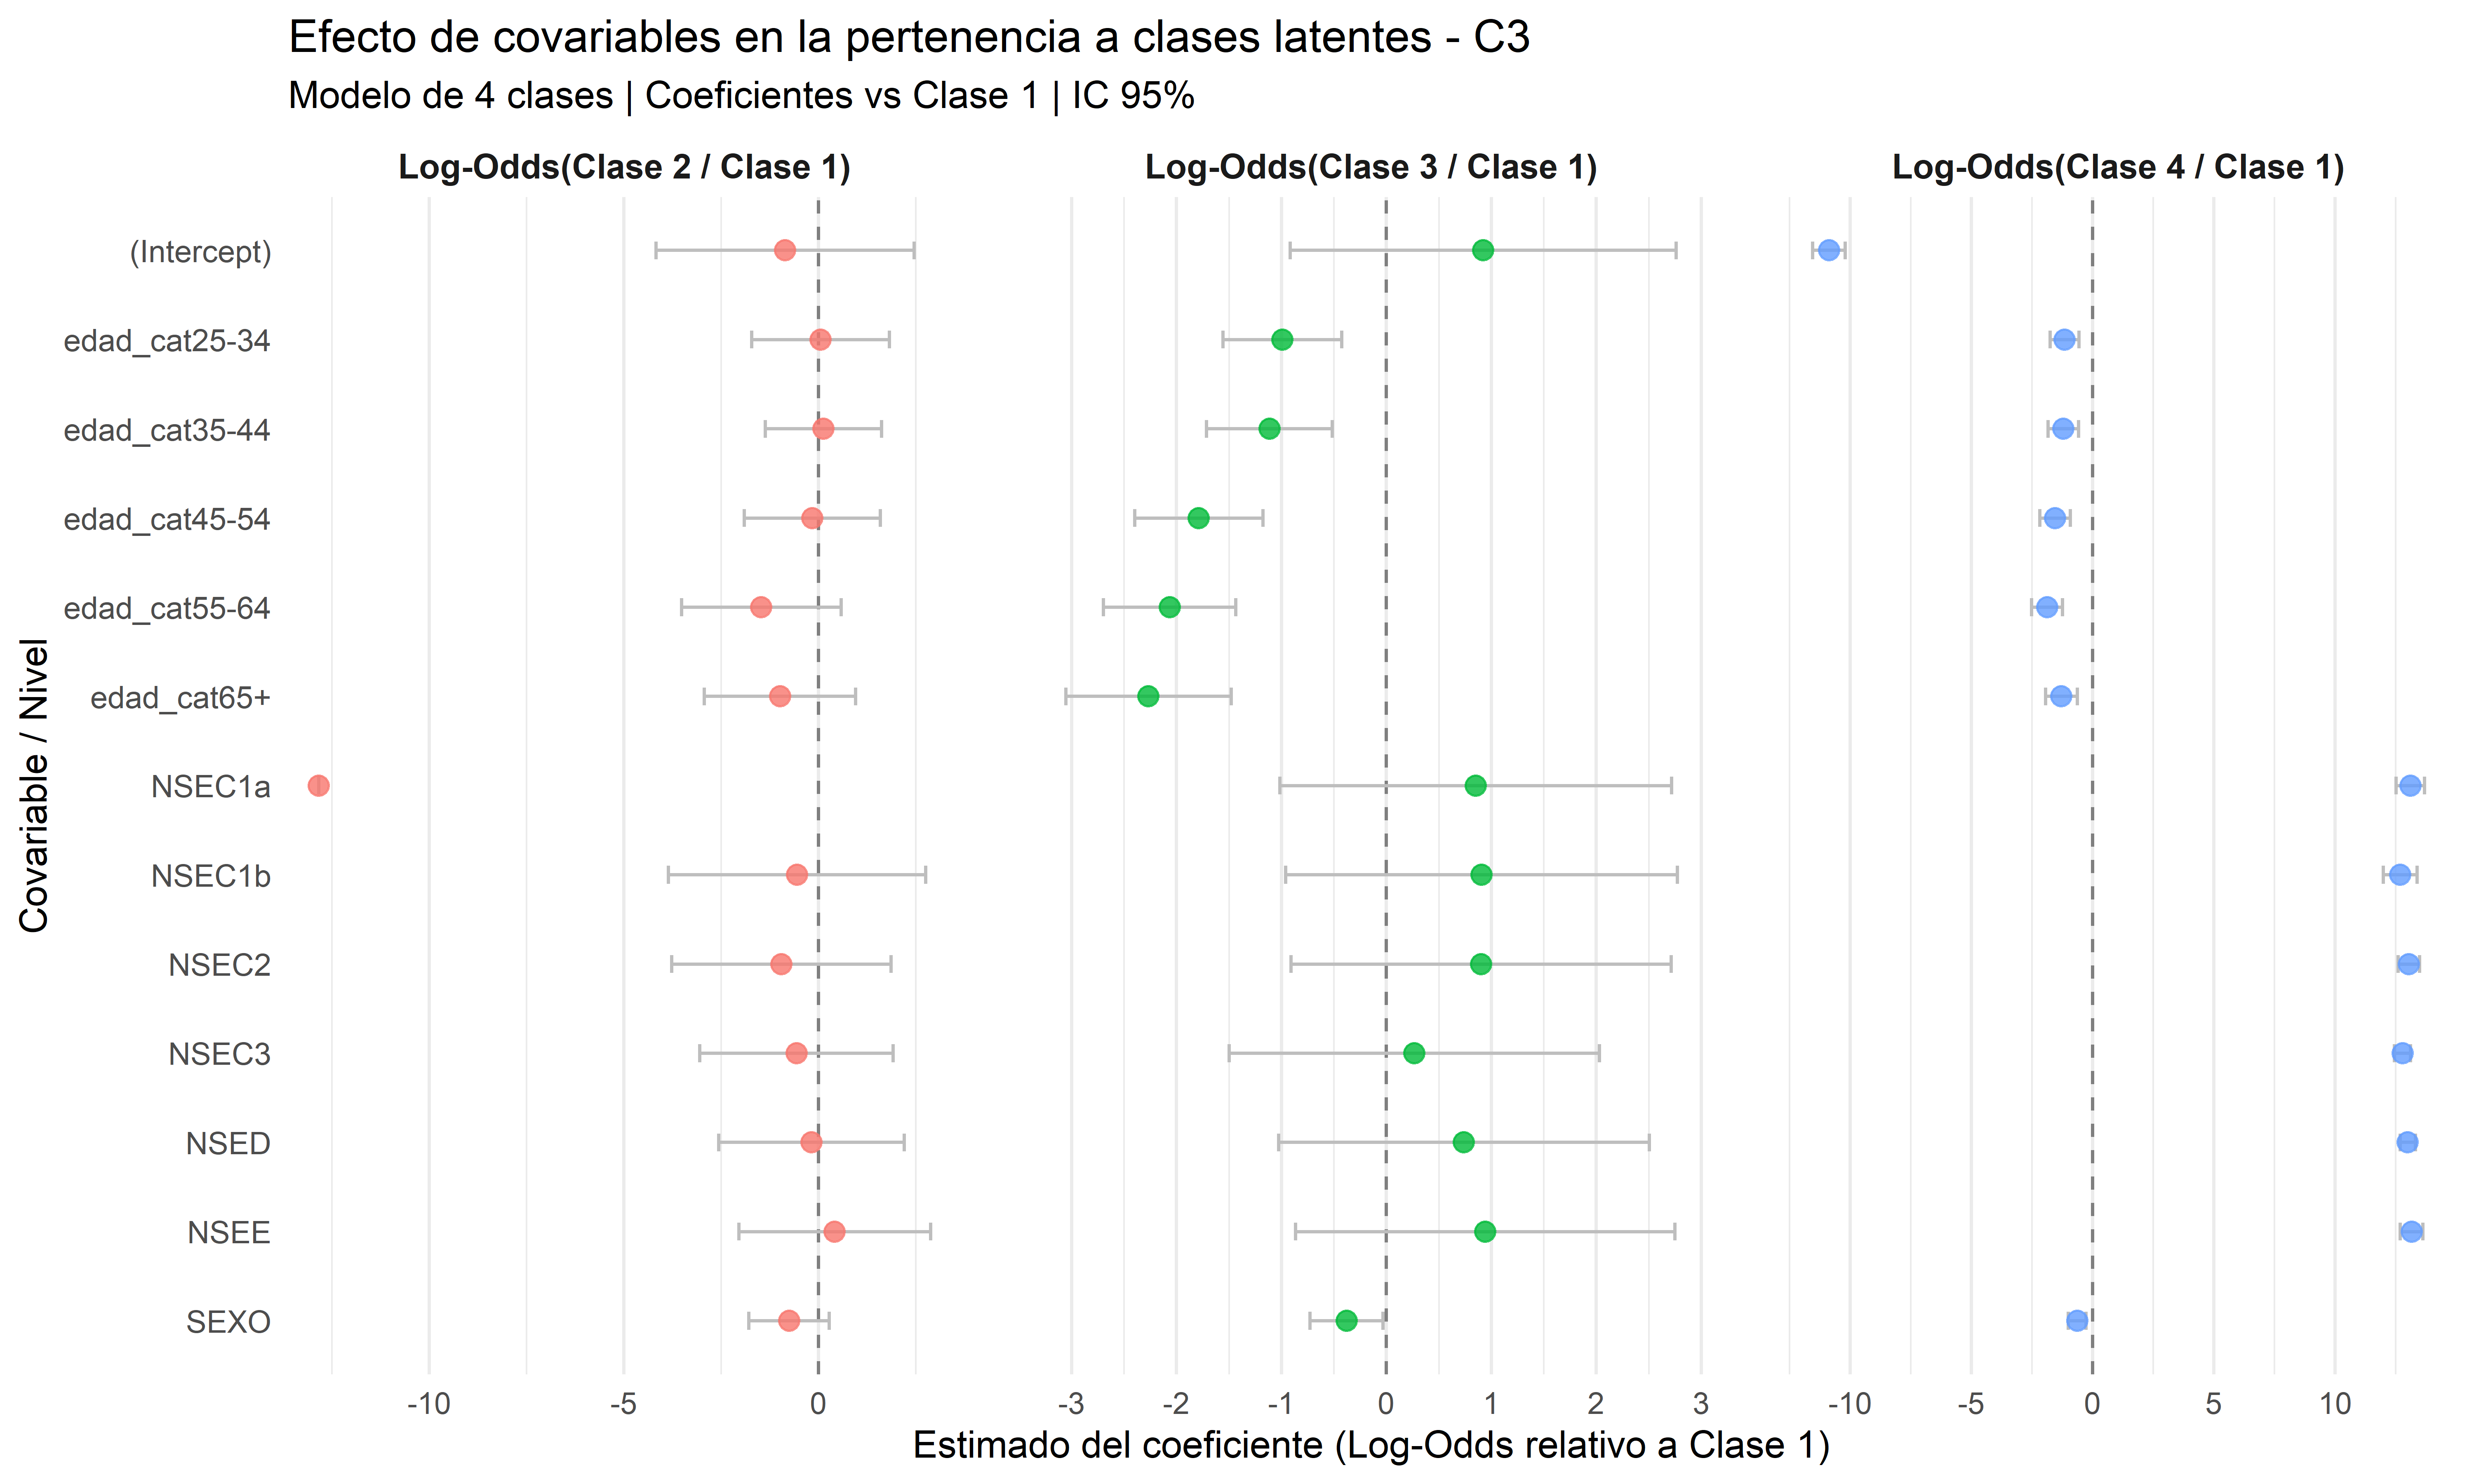 Efecto de covariables en la pertenencia a clases latentes - C3
Modelo de 4 clases | Coeficientes vs Clase 1 | IC 95%
Log-Odds(Clase 2 / Clase 1)
Log-Odds(Clase 3 / Clase 1)
Log-Odds(Clase 4 / Clase 1)
Covariable / Nivel
(Intercept)
edad_cat25-34
edad_cat35-44
edad_cat45-54
edad_cat55-64
edad_cat65+
NSEC1a
NSEC1b
NSEC2
NSEC3
NSED
NSEE
SEXO
-10 -5 0
-3 -2 -1 0 1 2 3
-10 -5 0 5 10
Estimado del coeficiente (Log-Odds relativo a Clase 1)